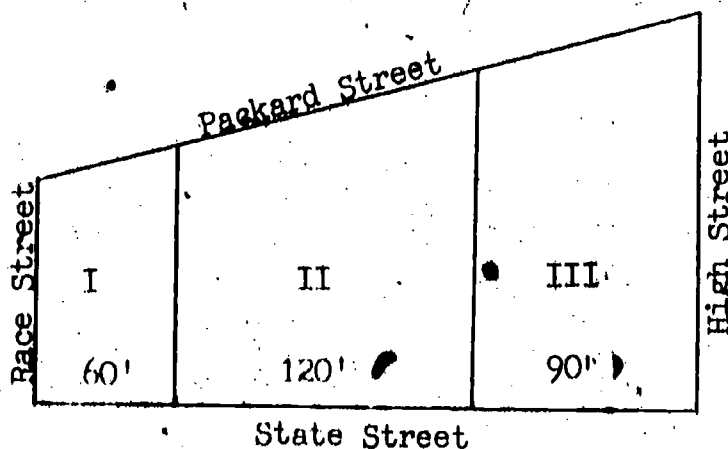 Packard Street
Race Street
High Street
I
II
III
60'
120'
90'
State Street